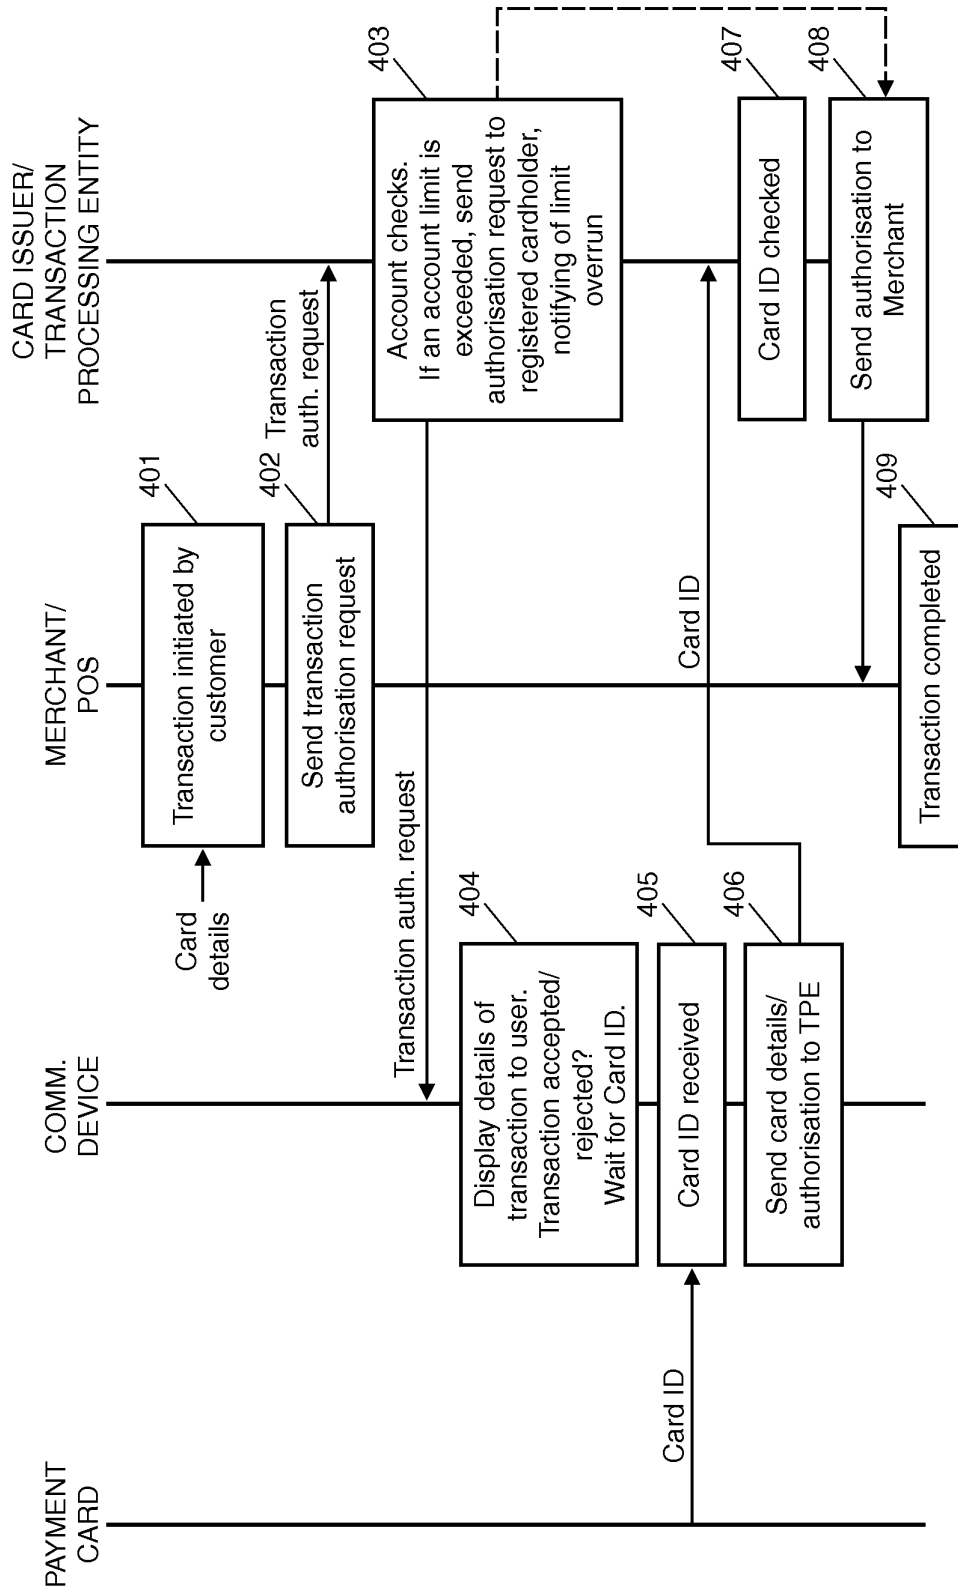 PAYMENT
CARD
COMM.
DEVICE
MERCHANT/
POS
CARD ISSUER/
TRANSACTION
PROCESSING ENTITY
Card
details
Transaction initiated by
customer
401
Send transaction
authorisation request
402
Transaction
auth. request
Account checks.
If an account limit is
exceeded, send
authorisation request to
registered cardholder,
notifying of limit
overrun
403
Transaction auth. request
Display details of
transaction to user.
Transaction accepted/
rejected?
Wait for Card ID.
404
Card ID
Card ID received
405
Send card details/
authorisation to TPE
406
Card ID
Card ID checked
407
Send authorisation to
Merchant
408
Transaction completed
409